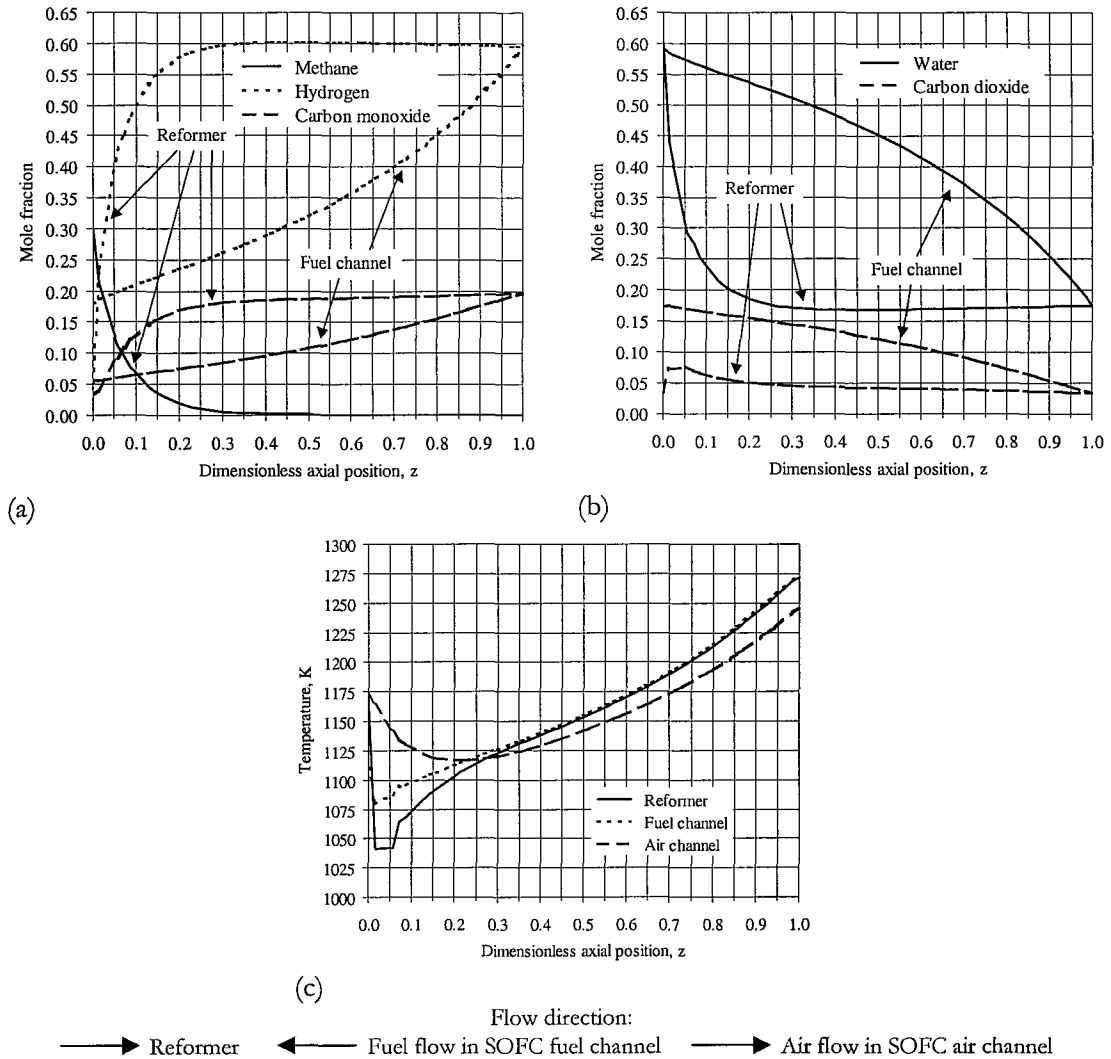 0.65
0.60
0.55
0.50
0.45
0.40
0.35
0.30
0.25
0.20
0.15
0.10
0.05
0.00
Mole fraction
Methane
Hydrogen
Carbon monoxide
Reformer
Fuel channel
0.0 0.1 0.2 0.3 0.4 0.5 0.6 0.7 0.8 0.9 1.0
Dimensionless axial position, z
(a)
0.65
0.60
0.55
0.50
0.45
0.40
0.35
0.30
0.25
0.20
0.15
0.10
0.05
0.00
Mole fraction
Water
Carbon dioxide
Reformer
Fuel channel
0.0 0.1 0.2 0.3 0.4 0.5 0.6 0.7 0.8 0.9 1.0
Dimensionless axial position, z
(b)
1300
1275
1250
1225
1200
1175
1150
1125
1100
1075
1050
1025
1000
Temperature, K
Reformer
Fuel channel
Air channel
0.0 0.1 0.2 0.3 0.4 0.5 0.6 0.7 0.8 0.9 1.0
Dimensionless axial position, z
(c)
Flow direction:
Reformer Fuel flow in SOFC fuel channel Air flow in SOFC air channel